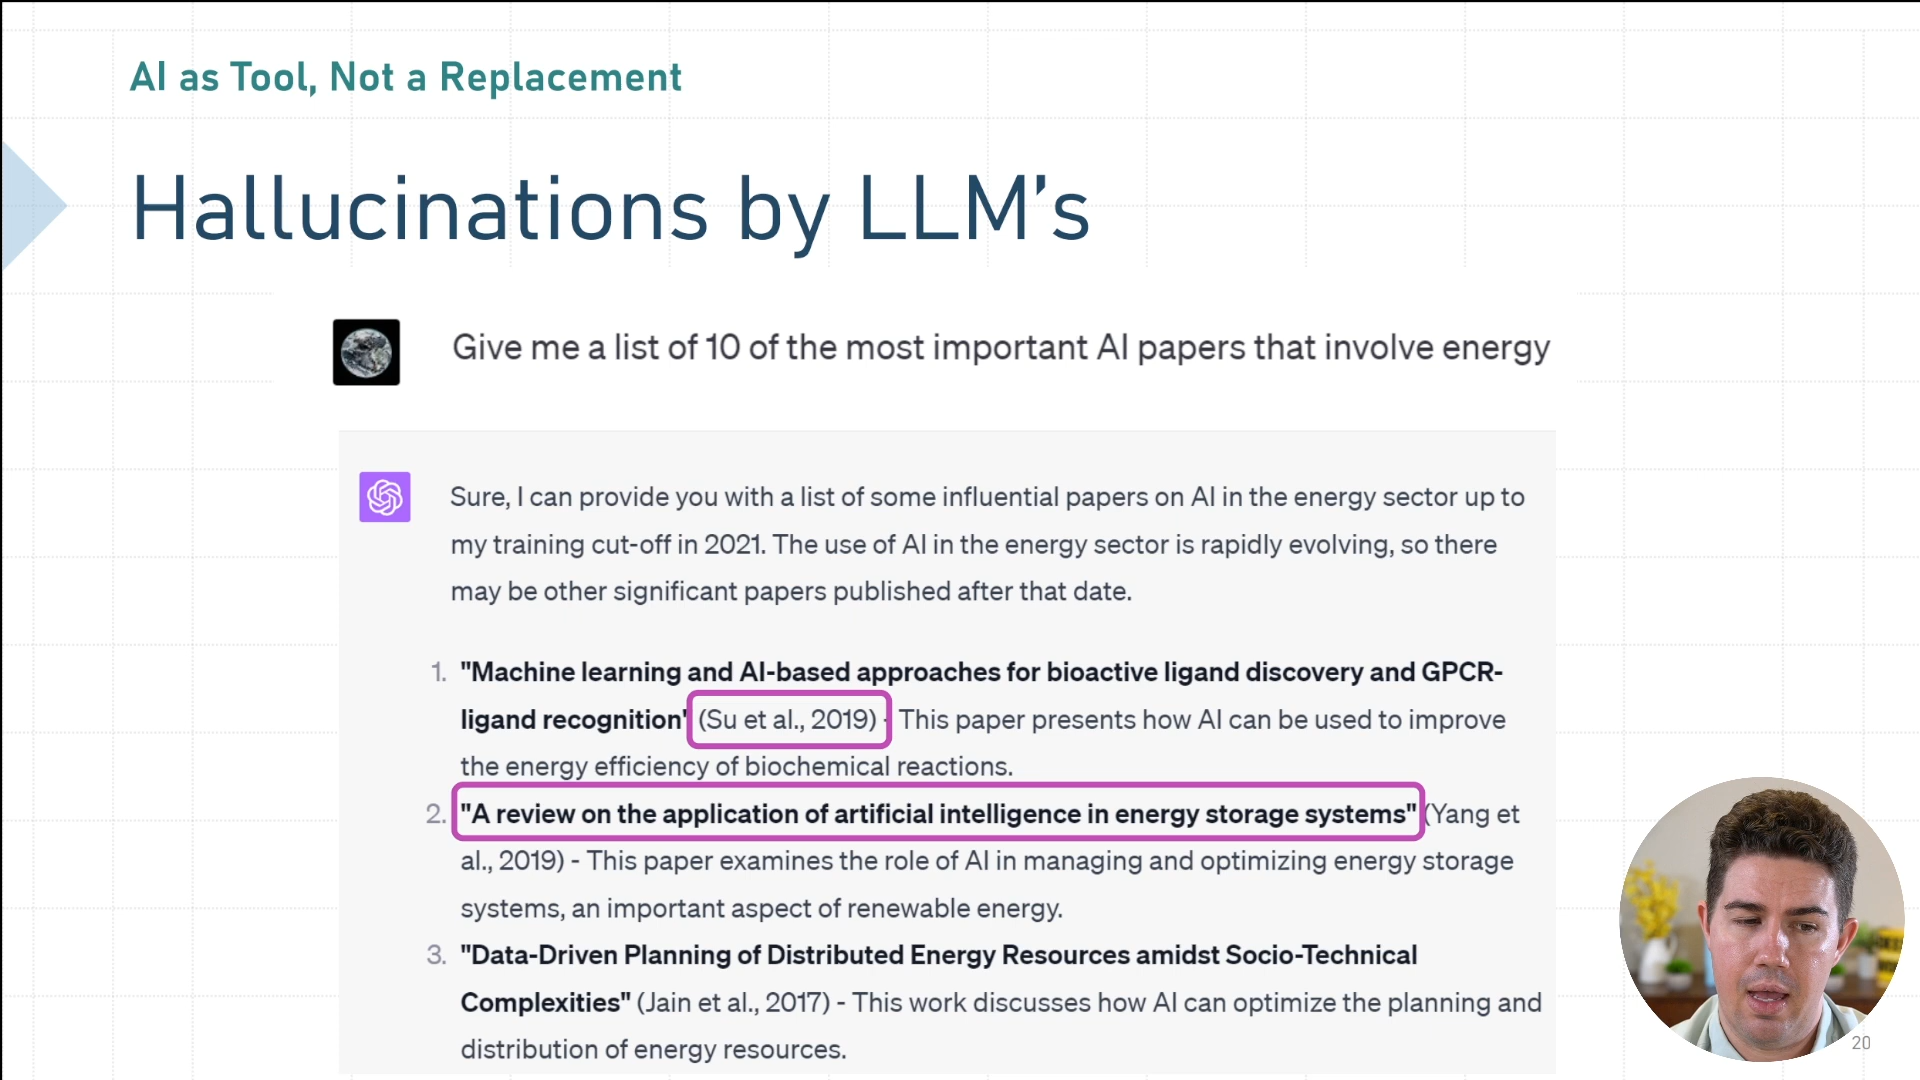 AI as Tool, Not a Replacement
Hallucinations by LLM’s
Give me a list of 10 of the most important AI papers that involve energy
Sure, I can provide you with a list of some influential papers on AI in the energy sector up to
my training cut-off in 2021. The use of AI in the energy sector is rapidly evolving, so there
may be other significant papers published after that date.
1. "Machine learning and AI-based approaches for bioactive ligand discovery and GPCR-
ligand recognition" (Su et al., 2019) - This paper presents how AI can be used to improve
the energy efficiency of biochemical reactions.
2. "A review on the application of artificial intelligence in energy storage systems" (Yang et
al., 2019) - This paper examines the role of AI in managing and optimizing energy storage
systems, an important aspect of renewable energy.
3. "Data-Driven Planning of Distributed Energy Resources amidst Socio-Technical
Complexities" (Jain et al., 2017) - This work discusses how AI can optimize the planning and
distribution of energy resources.
20